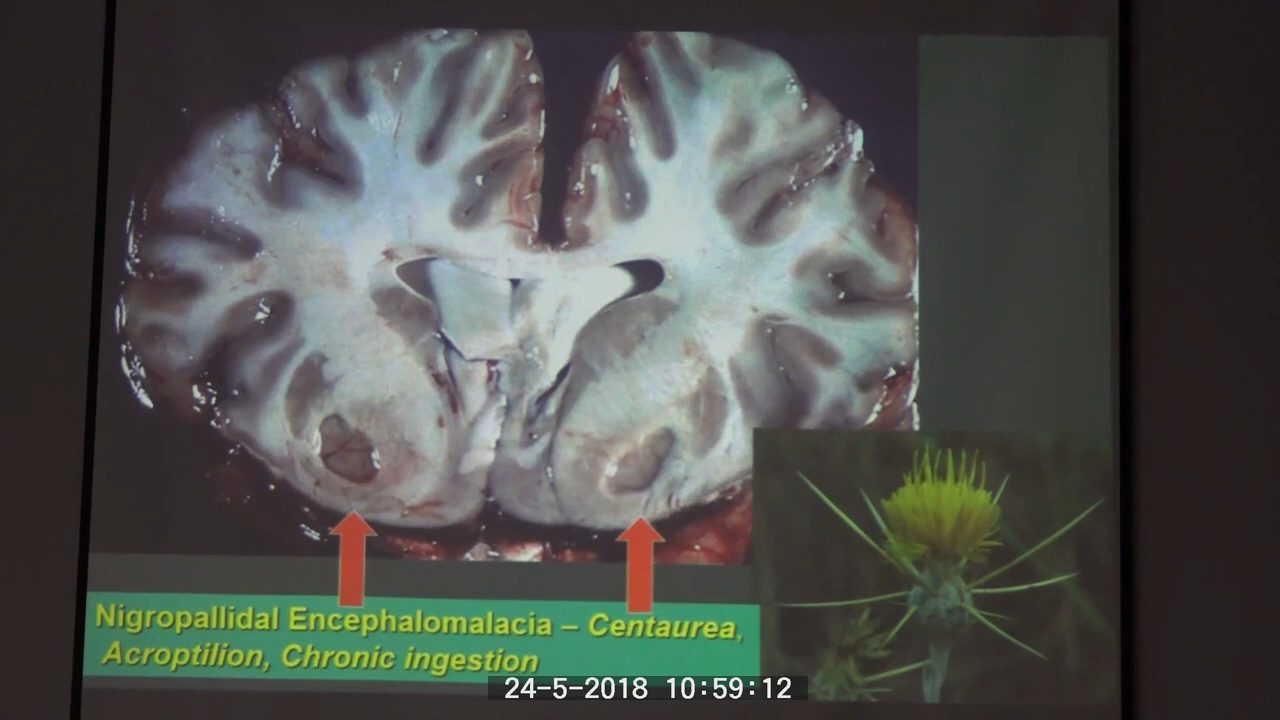 Nigropallidal Encephalomalacia – Centaurea,
Acroptilion, Chronic ingestion
24-5-2018 10:59:12